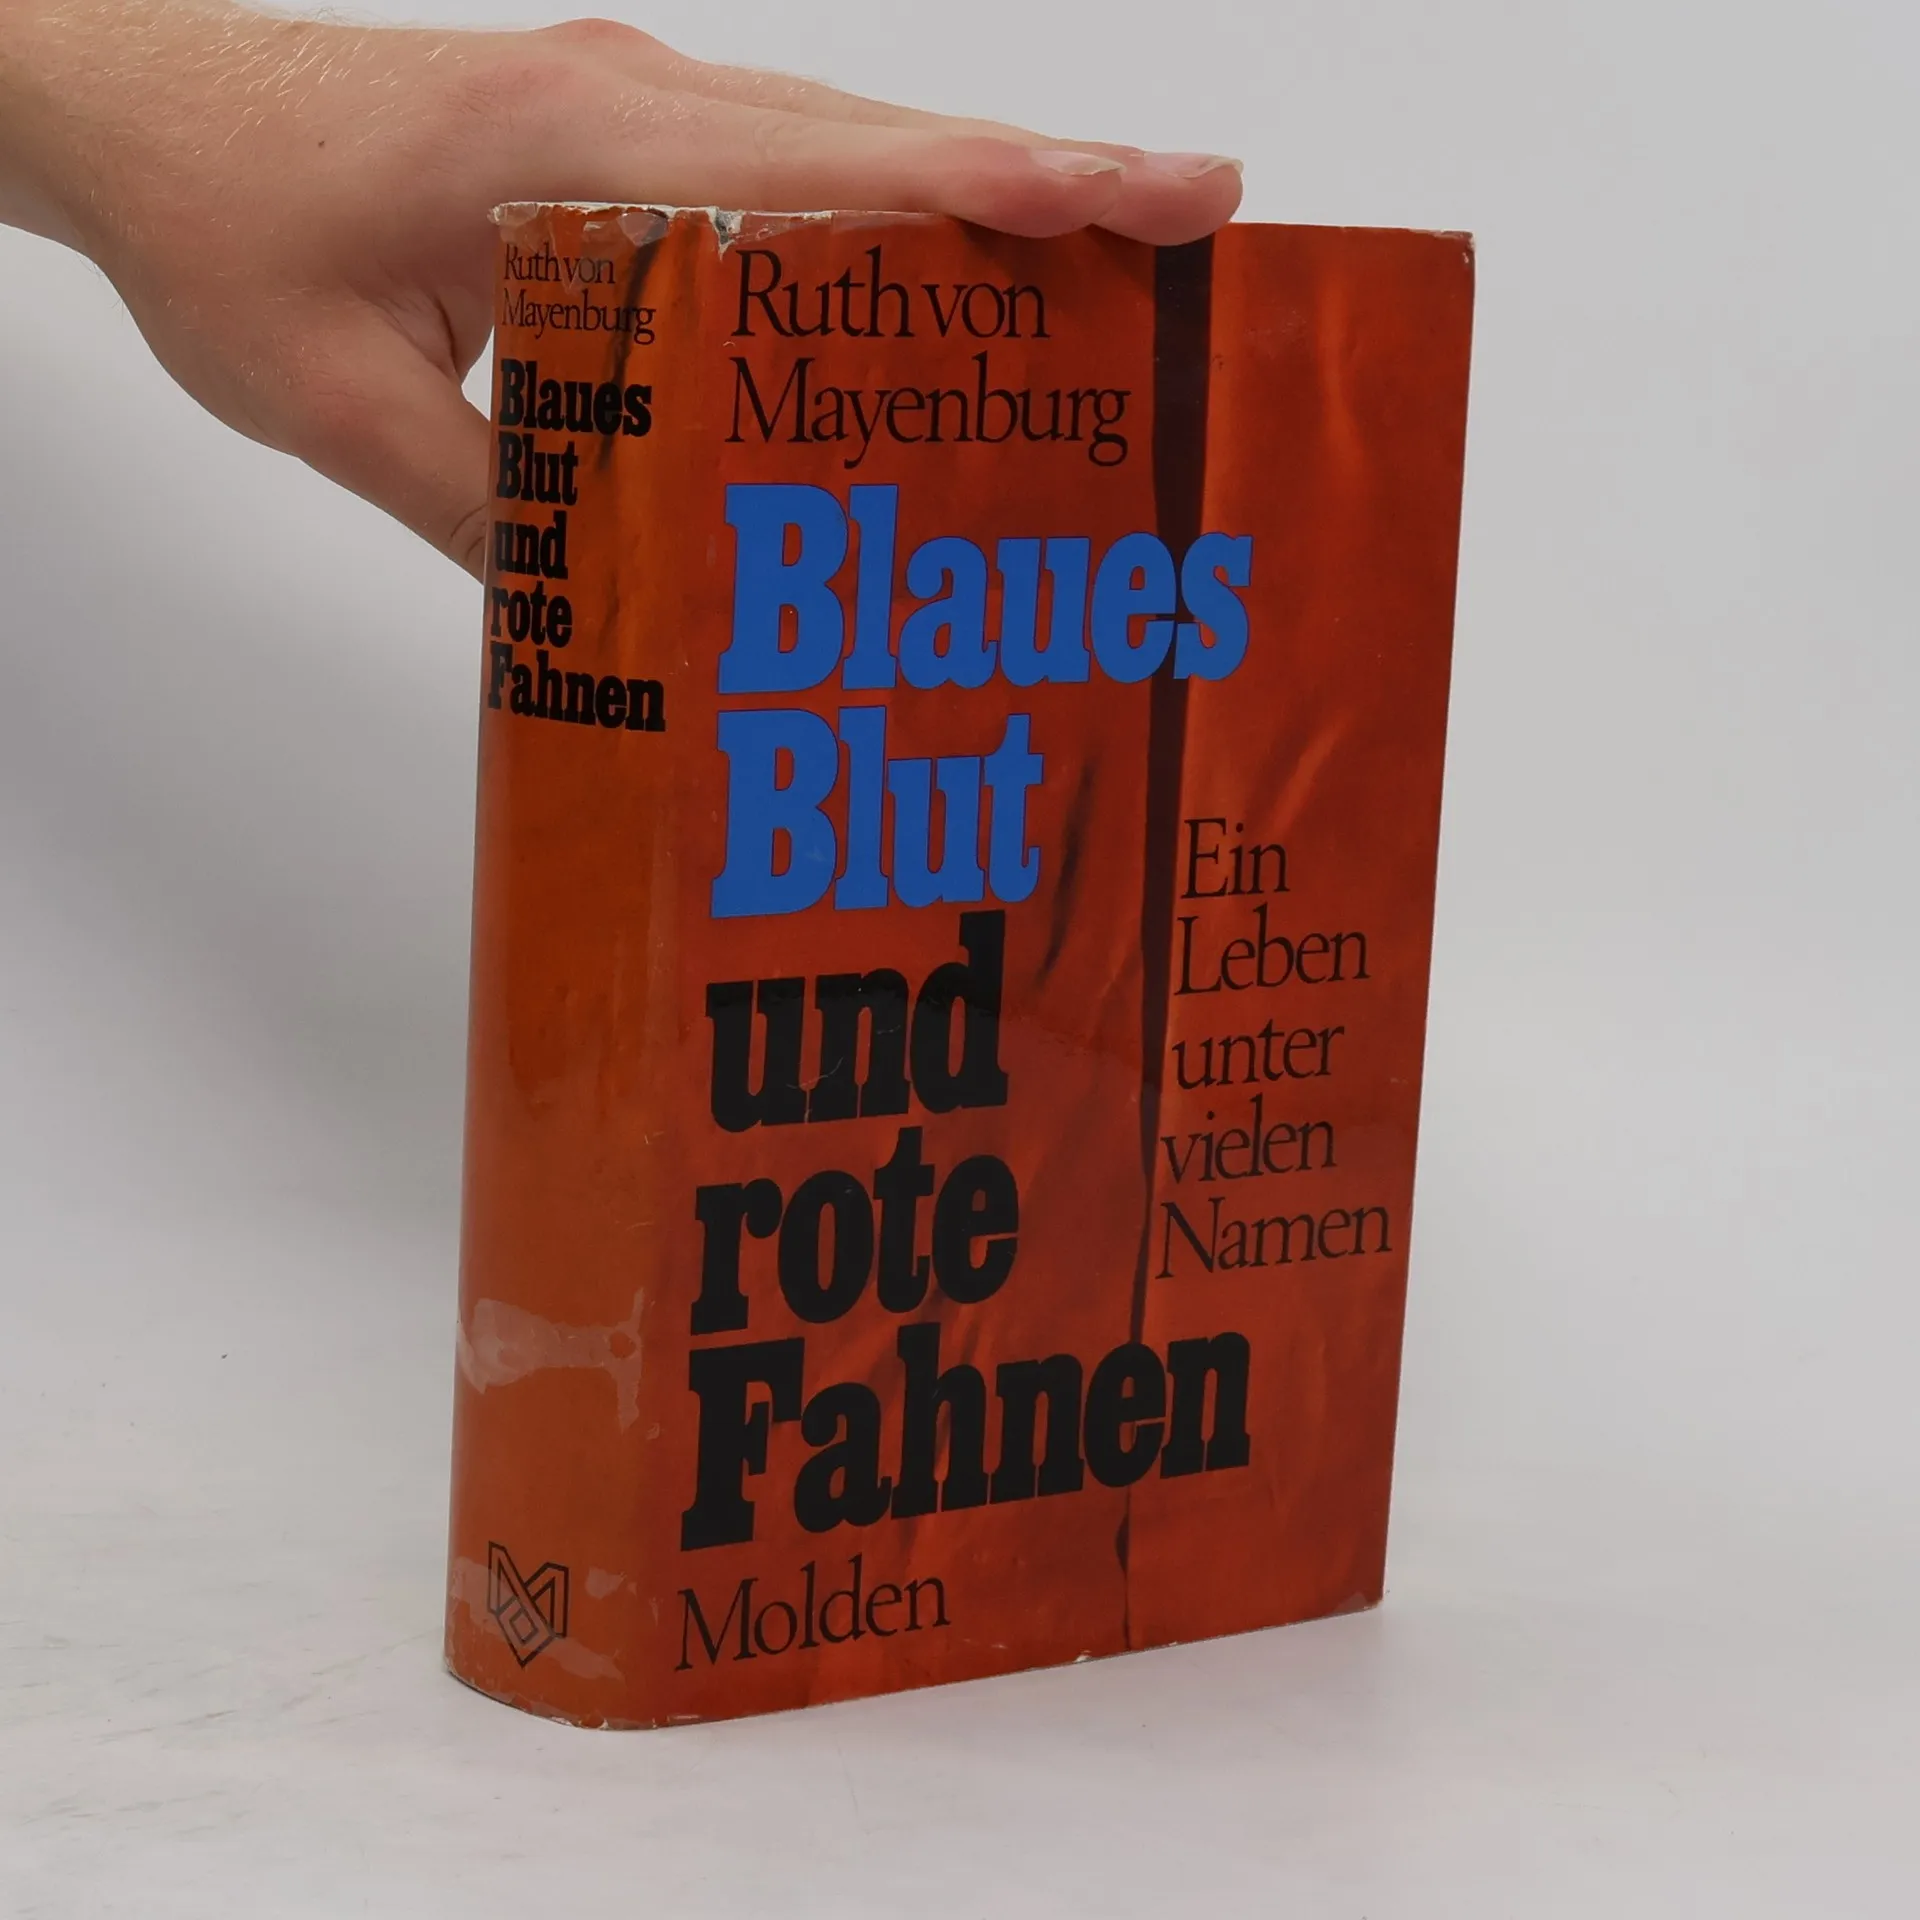 Ruth von
Mayenburg
Blaues
Blut
und
rote
Fahnen
Ruth von
Mayenburg
Blaues
Blut
und
rote
Fahnen
Ein
Leben
unter
vielen
Namen
Molden